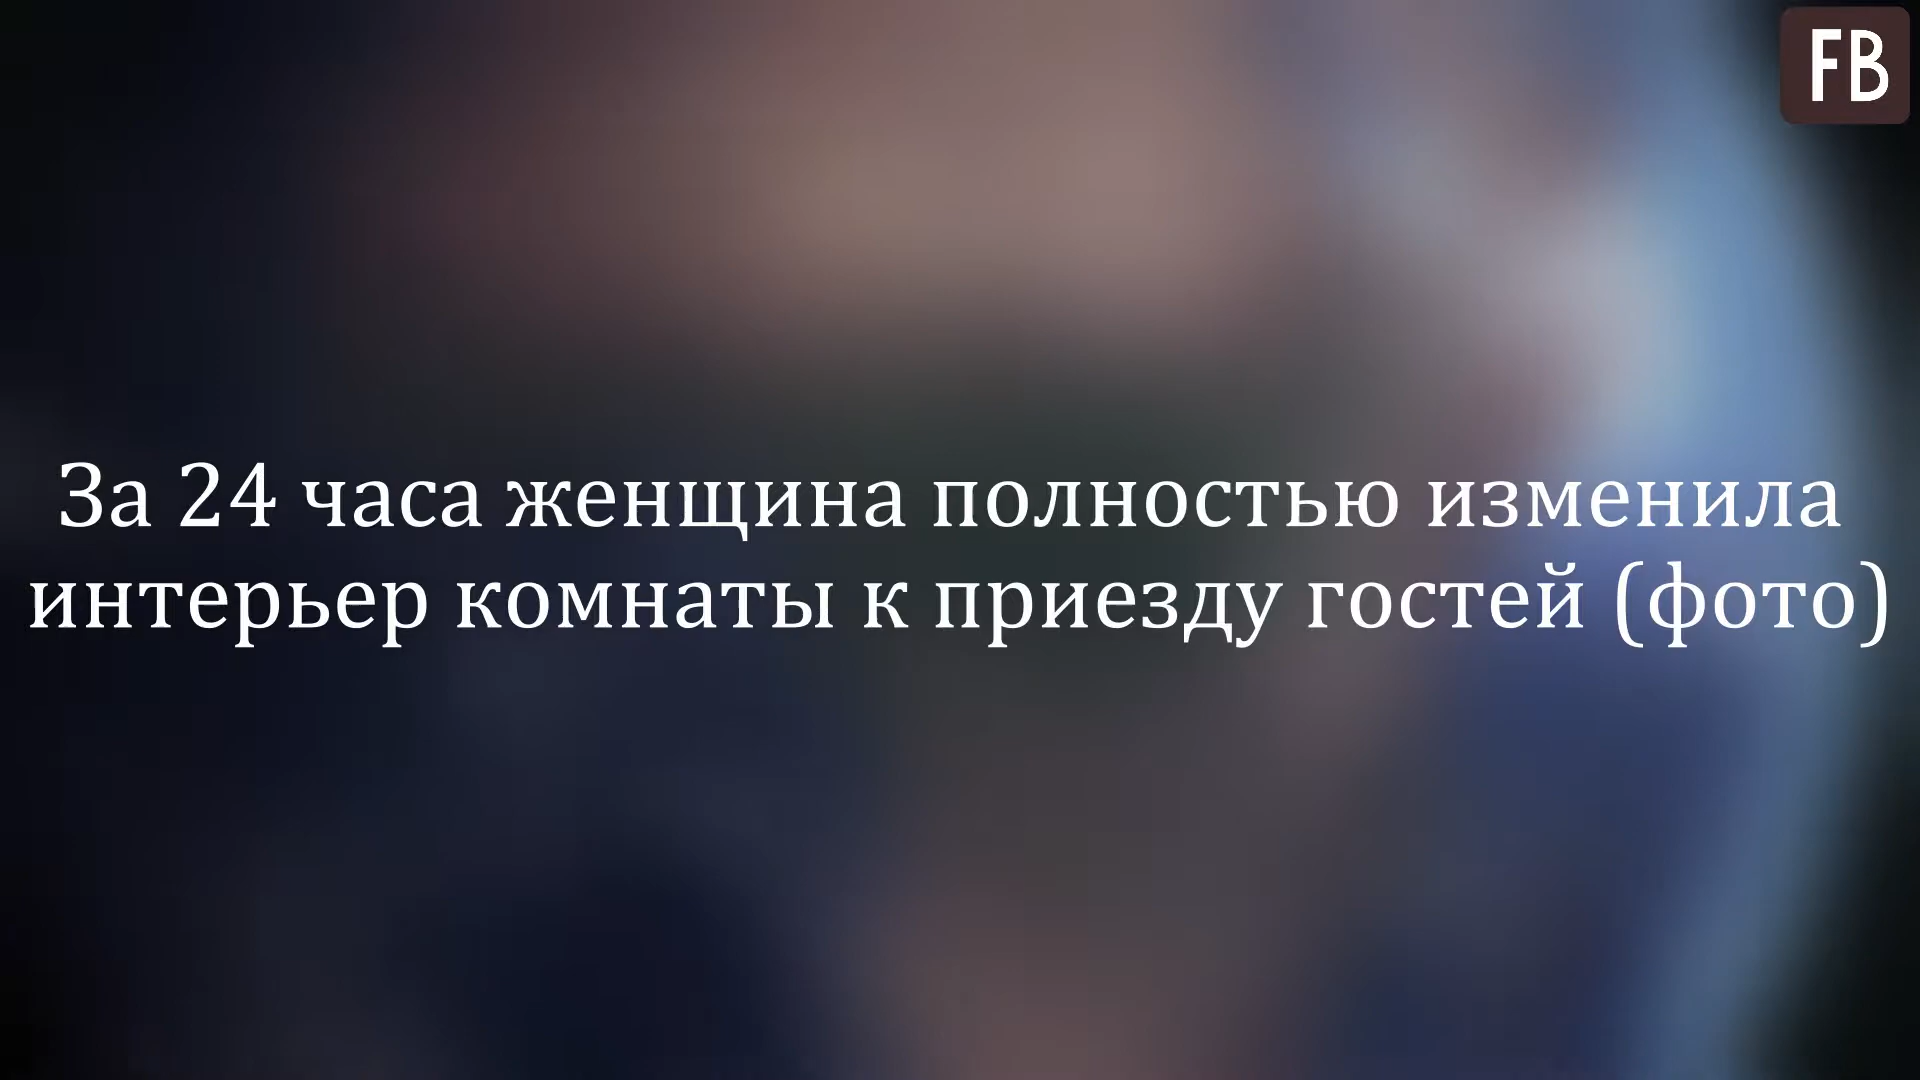 FB
За 24 часа женщина полностью изменила
интерьер комнаты к приезду гостей (фото)